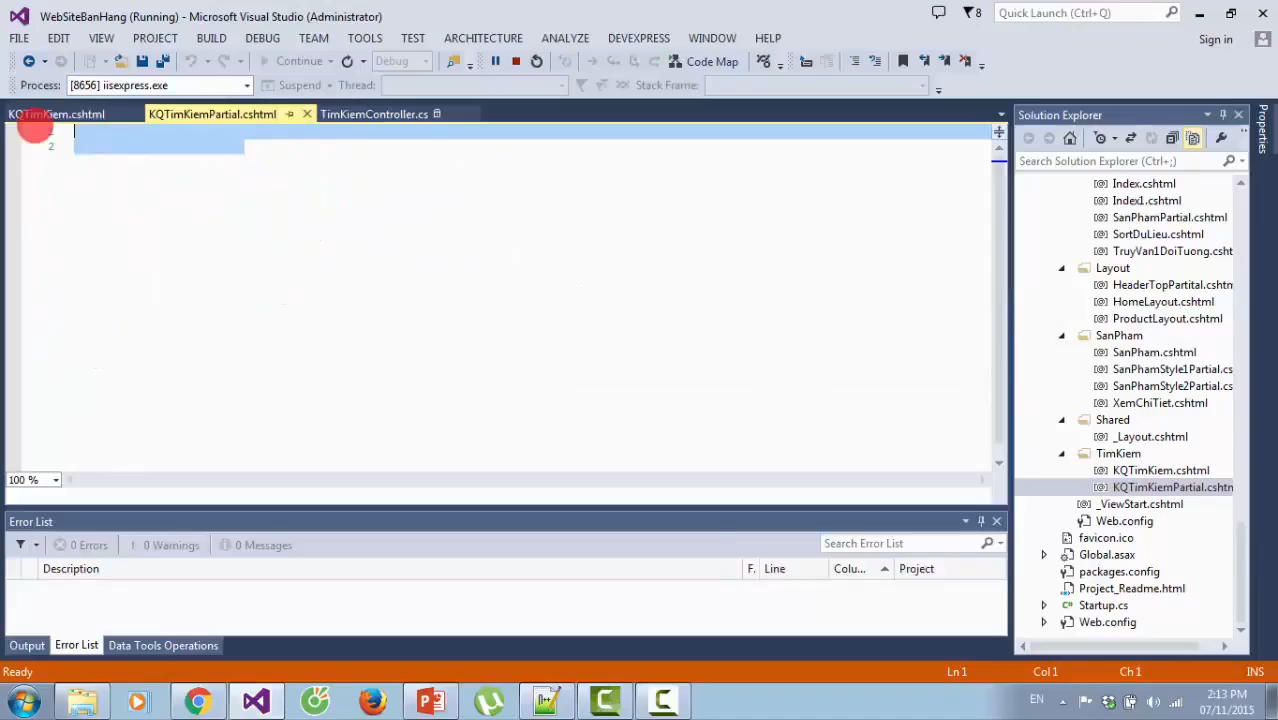 WebSiteBanHang (Running) - Microsoft Visual Studio (Administrator)
8
Quick Launch (Ctrl+Q)
FILE EDIT VIEW PROJECT BUILD DEBUG TEAM TOOLS TEST ARCHITECTURE ANALYZE DEVEXPRESS WINDOW HELP
Sign in
Continue Debug Code Map
Process: [8656] iisexpress.exe Suspend Thread: Stack Frame:
KQTimKiem.cshtml KQTimKiemPartial.cshtml TimKiemController.cs
2
100 %
Solution Explorer
Search Solution Explorer (Ctrl+;)
Index.cshtml
Index1.cshtml
SanPhamPartial.cshtml
SortDuLieu.cshtml
TruyVan1DoiTuong.csht
Layout
HeaderTopPartital.cshtm
HomeLayout.cshtml
ProductLayout.cshtml
SanPham
SanPham.cshtml
SanPhamStyle1Partial.cs
SanPhamStyle2Partial.cs
XemChiTiet.cshtml
Shared
_Layout.cshtml
TimKiem
KQTimKiem.cshtml
KQTimKiemPartial.cshtm
_ViewStart.cshtml
Web.config
favicon.ico
Global.asax
packages.config
Project_Readme.html
Startup.cs
Web.config
Properties
Error List
0 Errors 0 Warnings 0 Messages Search Error List
Description F. Line Colu... Project
Output Error List Data Tools Operations
Ready Ln 1 Col 1 Ch 1 INS
EN
2:13 PM
07/11/2015